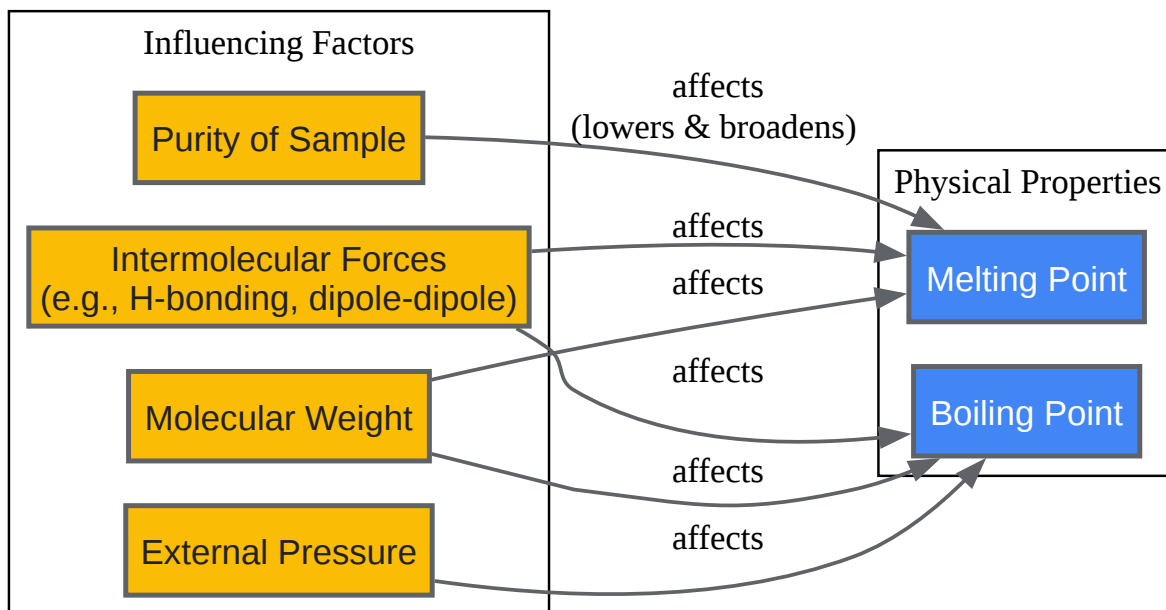 Influencing Factors
Purity of Sample
Intermolecular Forces
(e.g., H-bonding, dipole-dipole)
Molecular Weight
External Pressure
affects
(lowers & broadens)
affects
affects
affects
affects
affects
Physical Properties
Melting Point
Boiling Point